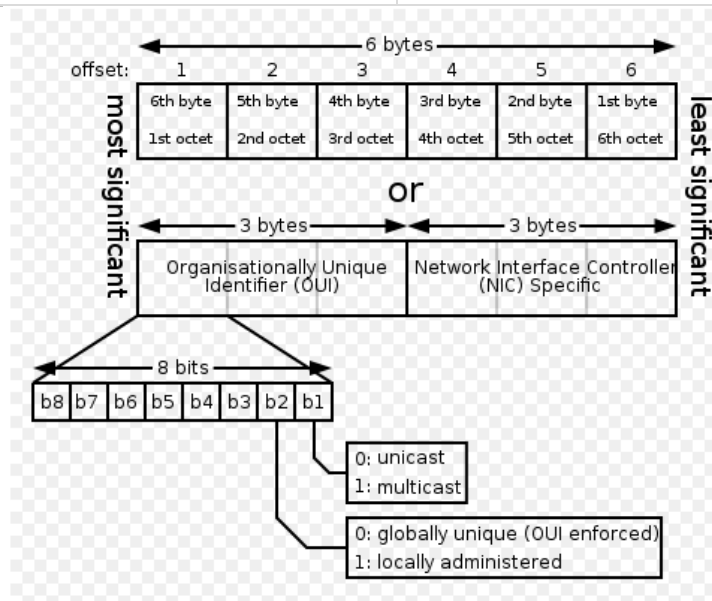 6 bytes
offset: 1 2 3 4 5 6
6th byte 5th byte 4th byte 3rd byte 2nd byte 1st byte
1st octet 2nd octet 3rd octet 4th octet 5th octet 6th octet
most significant
least significant
or
3 bytes 3 bytes
Organisationally Unique
Identifier (OUI)
Network Interface Controller
(NIC) Specific
8 bits
b8 b7 b6 b5 b4 b3 b2 b1
0: unicast
1: multicast
0: globally unique (OUI enforced)
1: locally administered